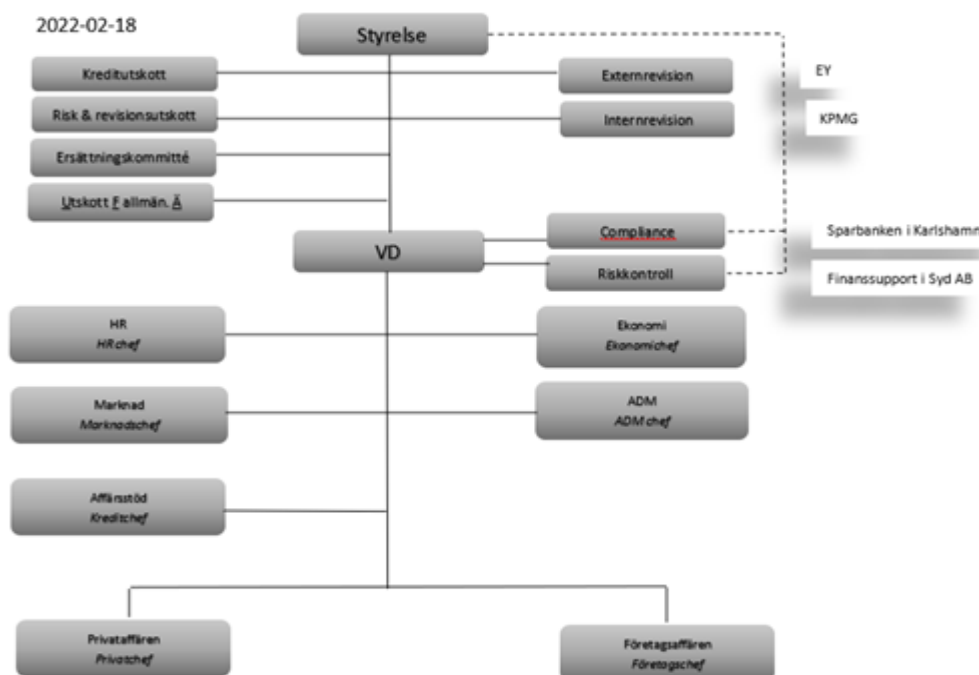 2022-02-18
Styrelse
Kreditutskott
Externrevision
EY
Risk & revisionsutskott
Internrevision
KPMG
Ersättningskommitté
Utskott F allmän. Ä
VD
Compliance
Sparbanken i Karlshamn
Riskkontroll
Finanssupport i Syd AB
HR
HR chef
Ekonomi
Ekonomichef
Marknad
Marknadschef
ADM
ADM chef
Affärsstöd
Kreditchef
Privataffären
Privatchef
Företagsaffären
Företagschef